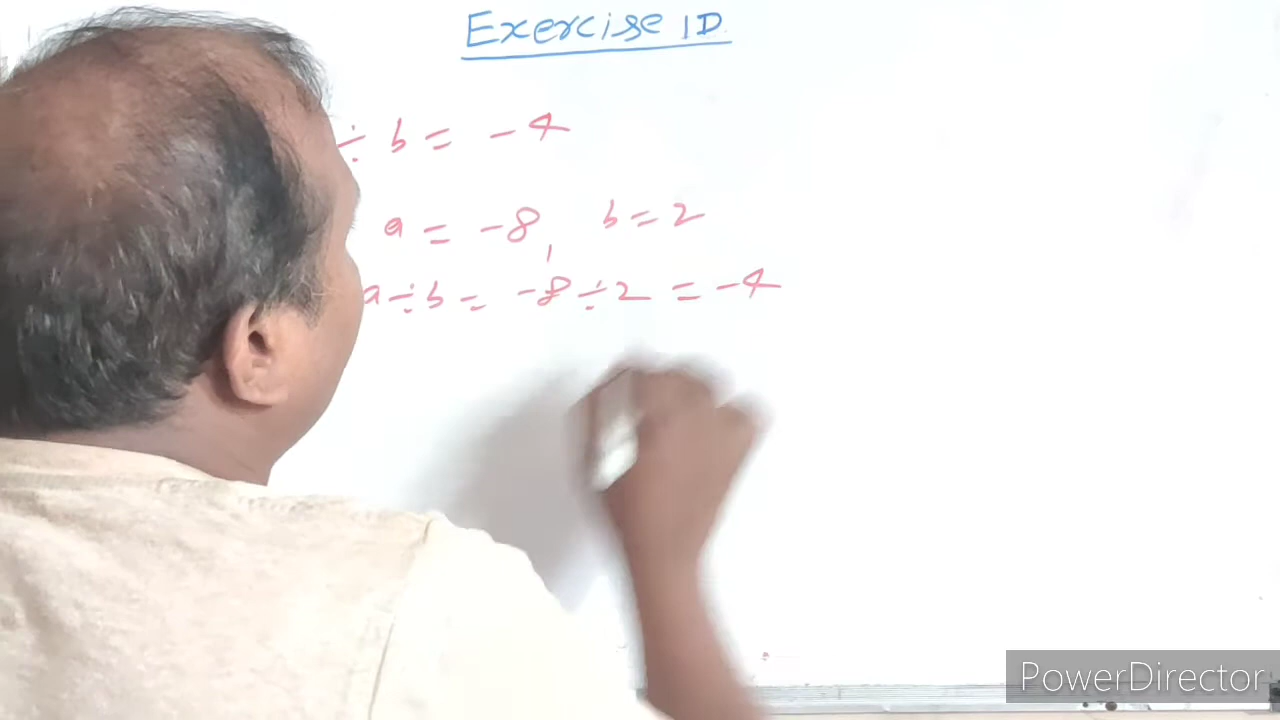 Exercise 1D
÷ b = -4
a = -8, b = 2
a ÷ b = -8 ÷ 2 = -4
PowerDirector